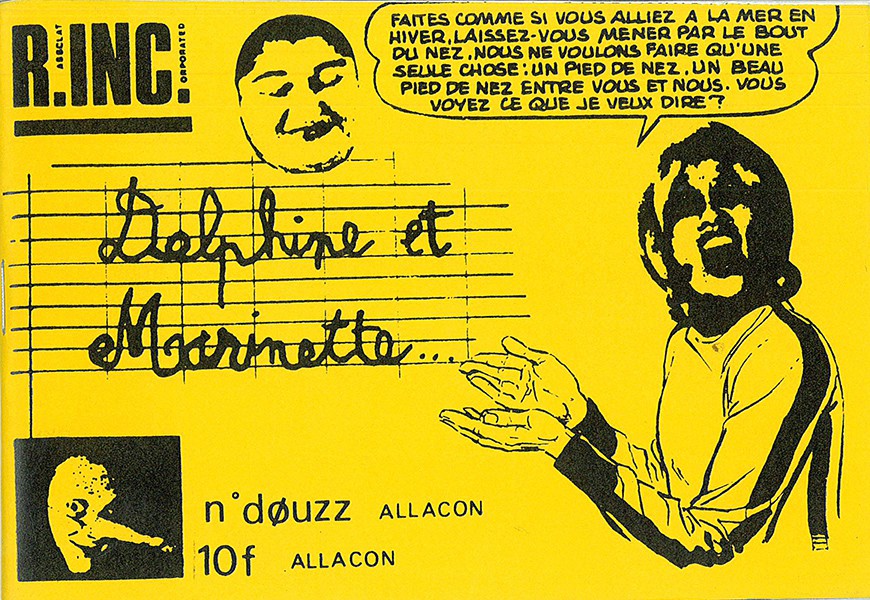 R.INC.
ABSCLAT
ORPORATED
FAITES COMME SI VOUS ALLIEZ A LA MER EN
HIVER, LAISSEZ-VOUS MENER PAR LE BOUT
DU NEZ, NOUS NE VOULONS FAIRE QU'UNE
SEULE CHOSE: UN PIED DE NEZ, UN BEAU
PIED DE NEZ ENTRE VOUS ET NOUS. VOUS
VOYEZ CE QUE JE VEUX DIRE ?
Delphine et
Marinette...
n°døuzz ALLACON
10f ALLACON